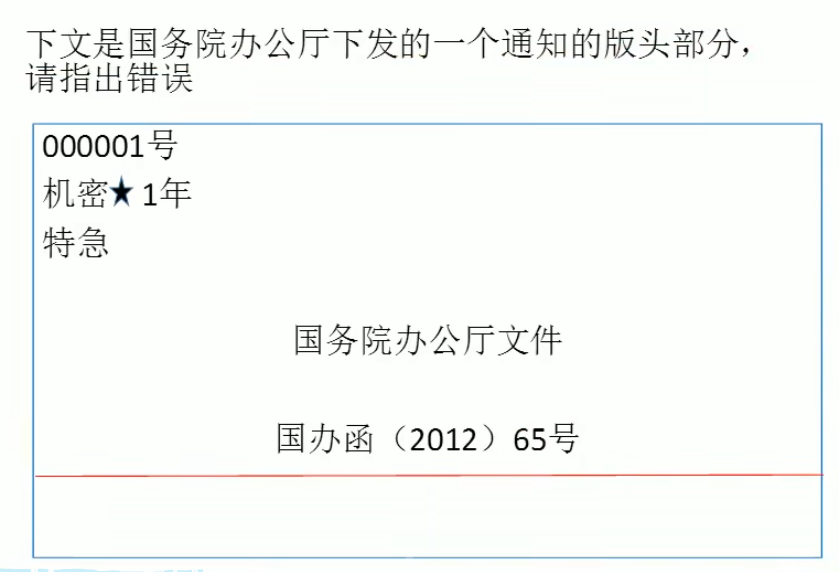 下文是国务院办公厅下发的一个通知的版头部分，
请指出错误
000001号
机密★1年
特急
国务院办公厅文件
国办函（2012）65号